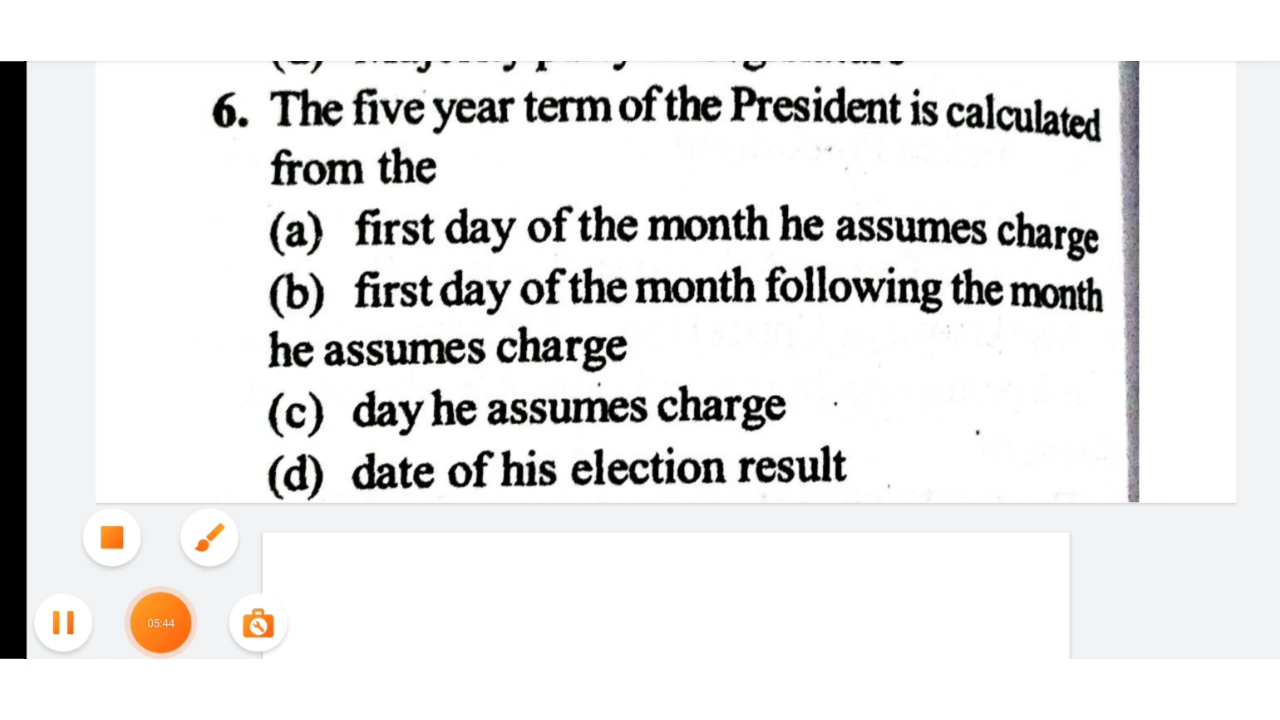 6. The five year term of the President is calculated
from the
(a) first day of the month he assumes charge
(b) first day of the month following the month
he assumes charge
(c) day he assumes charge
(d) date of his election result
05:44